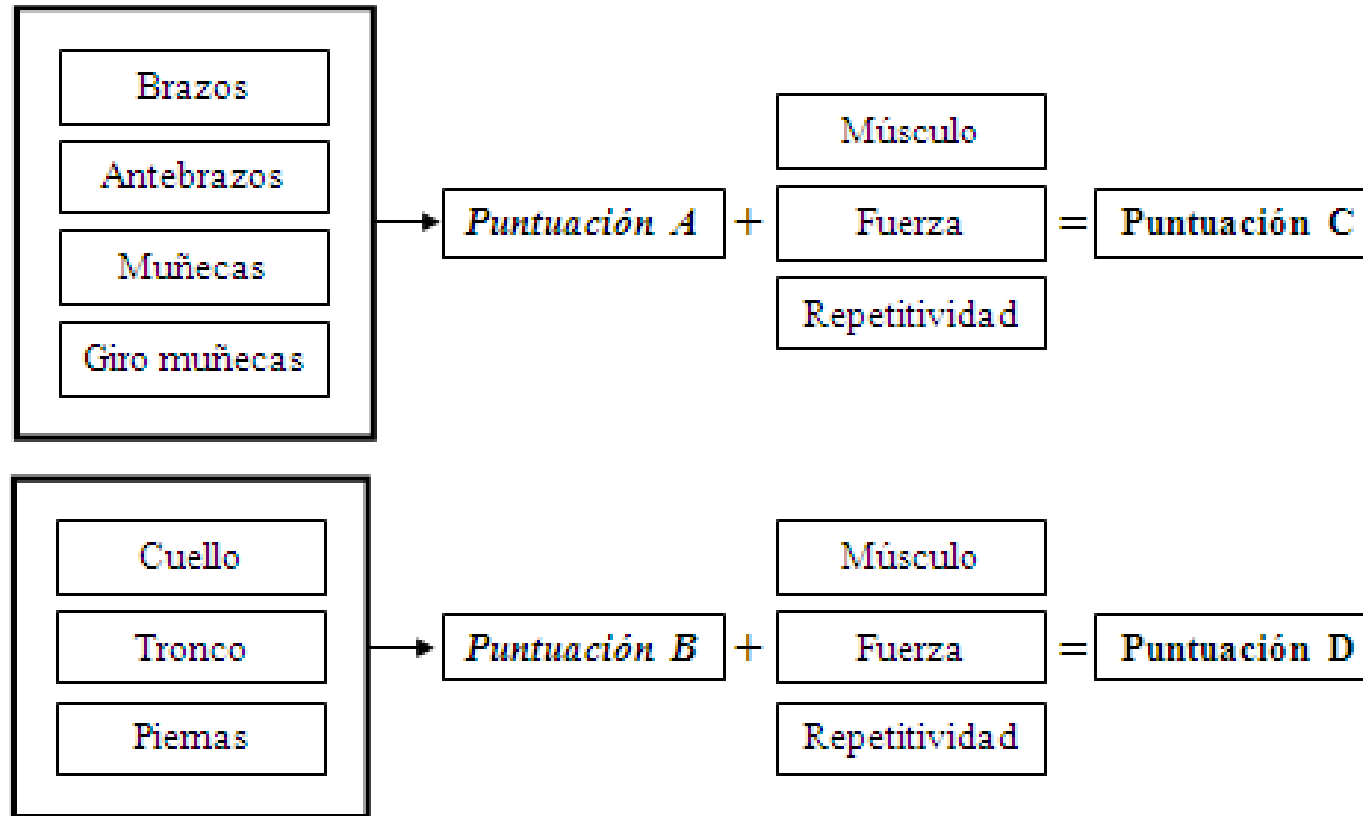 Brazos
Antebrazos
Muñecas
Giro muñecas
Puntuación A
+
Músculo
Fuerza
Repetitividad
=
Puntuación C
Cuello
Tronco
Piernas
Puntuación B
+
Músculo
Fuerza
Repetitividad
=
Puntuación D